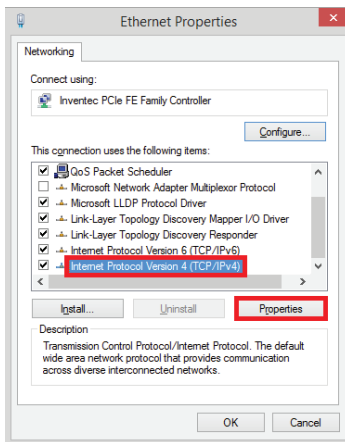 Ethernet Properties
Networking
Connect using:
Inventec PCIe FE Family Controller
Configure...
This connection uses the following items:
QoS Packet Scheduler
Microsoft Network Adapter Multiplexor Protocol
Microsoft LLDP Protocol Driver
Link-Layer Topology Discovery Mapper I/O Driver
Link-Layer Topology Discovery Responder
Internet Protocol Version 6 (TCP/IPv6)
Internet Protocol Version 4 (TCP/IPv4)
Install... Uninstall Properties
Description
Transmission Control Protocol/Internet Protocol. The default
wide area network protocol that provides communication
across diverse interconnected networks.
OK Cancel